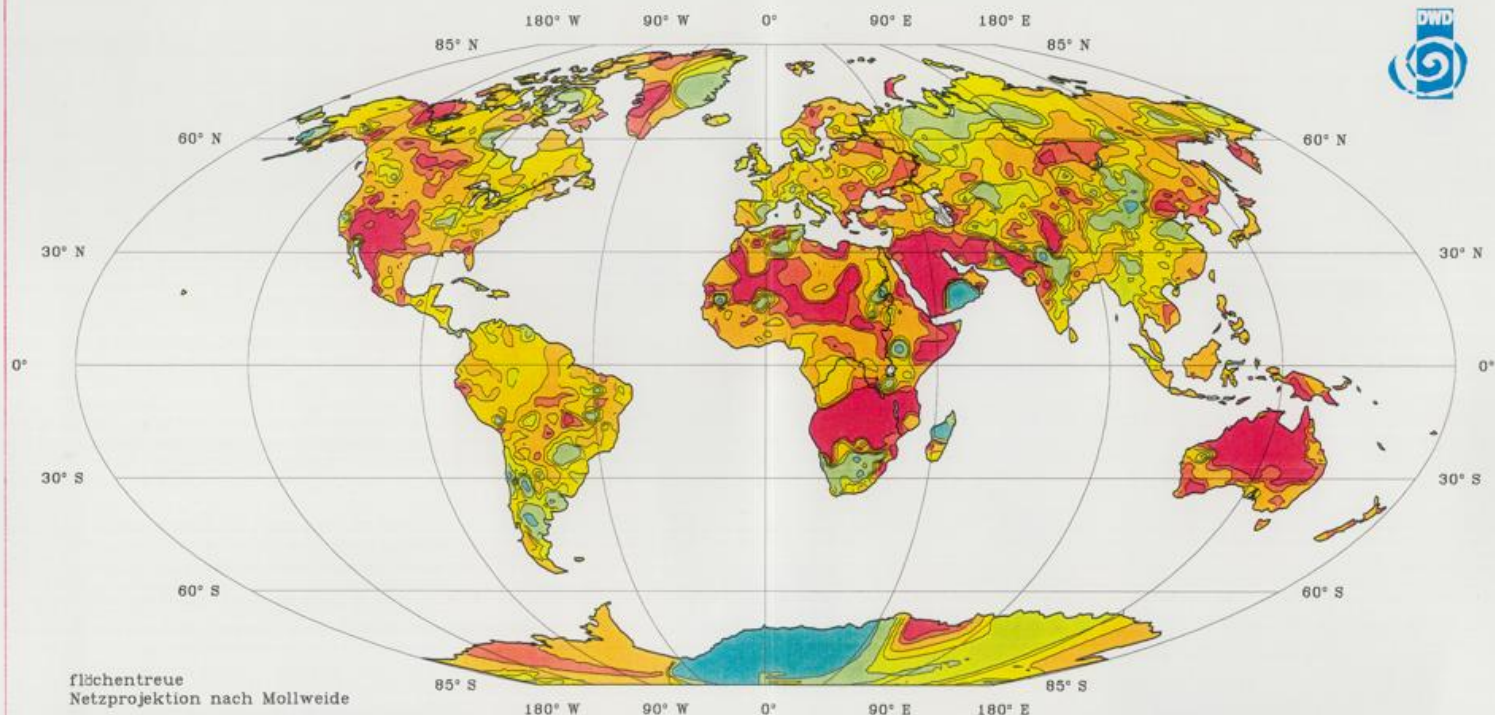 180° W 90° W 0° 90° E 180° E
DWD
85° N 85° N
60° N 60° N
30° N 30° N
0° 0°
30° S 30° S
60° S 60° S
flächentreue
Netzprojektion nach Mollweide
85° S 85° S
180° W 90° W 0° 90° E 180° E